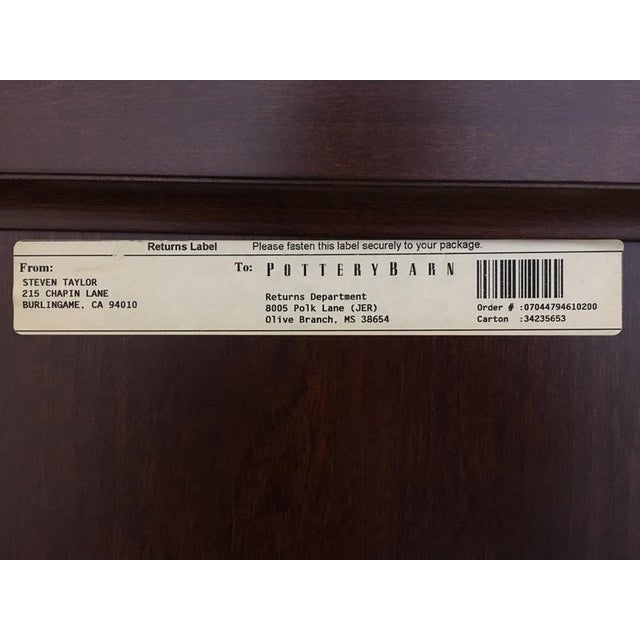 Returns Label Please fasten this label securely to your package.
From:
STEVEN TAYLOR
215 CHAPIN LANE
BURLINGAME, CA 94010
To: POTTERYBARN
Returns Department
8005 Polk Lane (JER)
Olive Branch, MS 38654
Order # :07044794610200
Carton :34235653